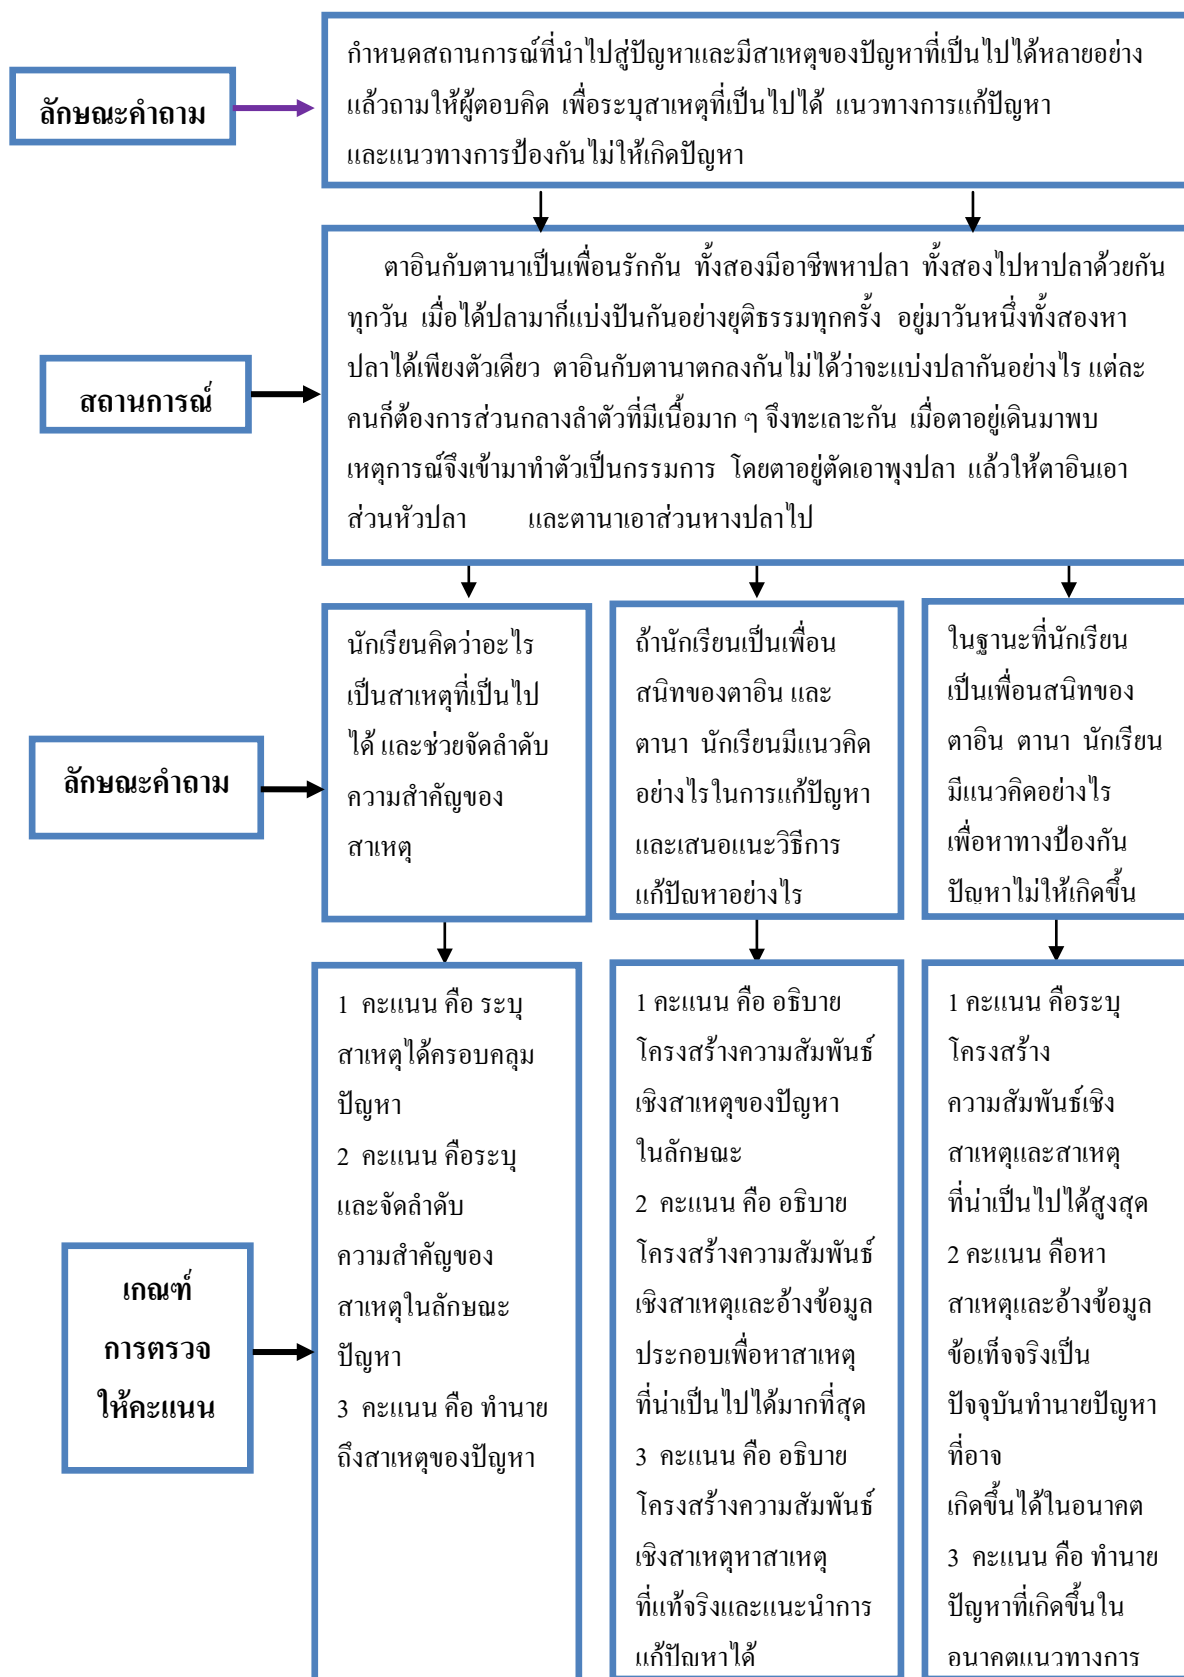 ลักษณะคำถาม
กำหนดสถานการณ์ที่นำไปสู่ปัญหาและมีสาเหตุของปัญหาที่เป็นไปได้หลายอย่าง
แล้วถามให้ผู้ตอบคิด เพื่อระบุสาเหตุที่เป็นไปได้ แนวทางการแก้ปัญหา
และแนวทางการป้องกันไม่ให้เกิดปัญหา
สถานการณ์
ตาอินกับตานาเป็นเพื่อนรักกัน ทั้งสองมีอาชีพหาปลา ทั้งสองไปหาปลาด้วยกัน
ทุกวัน เมื่อได้ปลามาก็แบ่งปันกันอย่างยุติธรรมทุกครั้ง อยู่มาวันหนึ่งทั้งสองหา
ปลาได้เพียงตัวเดียว ตาอินกับตานาตกลงกันไม่ได้ว่าจะแบ่งปลากันอย่างไร แต่ละ
คนก็ต้องการส่วนกลางลำตัวที่มีเนื้อมาก ๆ จึงทะเลาะกัน เมื่อตาอยู่เดินมาพบ
เหตุการณ์จึงเข้ามาทำตัวเป็นกรรมการ โดยตาอยู่ตัดเอาพุงปลา แล้วให้ตาอินเอา
ส่วนหัวปลา และตานาเอาส่วนหางปลาไป
ลักษณะคำถาม
นักเรียนคิดว่าอะไร
เป็นสาเหตุที่เป็นไป
ได้ และช่วยจัดลำดับ
ความสำคัญของ
สาเหตุ
ถ้านักเรียนเป็นเพื่อน
สนิทของตาอิน และ
ตานา นักเรียนมีแนวคิด
อย่างไรในการแก้ปัญหา
และเสนอแนะวิธีการ
แก้ปัญหาอย่างไร
ในฐานะที่นักเรียน
เป็นเพื่อนสนิทของ
ตาอิน ตานา นักเรียน
มีแนวคิดอย่างไร
เพื่อหาทางป้องกัน
ปัญหาไม่ให้เกิดขึ้น
เกณฑ์
การตรวจ
ให้คะแนน
1 คะแนน คือ ระบุ
สาเหตุได้ครอบคลุม
ปัญหา
2 คะแนน คือระบุ
และจัดลำดับ
ความสำคัญของ
สาเหตุในลักษณะ
ปัญหา
3 คะแนน คือ ทำนาย
ถึงสาเหตุของปัญหา
1 คะแนน คือ อธิบาย
โครงสร้างความสัมพันธ์
เชิงสาเหตุของปัญหา
ในลักษณะ
2 คะแนน คือ อธิบาย
โครงสร้างความสัมพันธ์
เชิงสาเหตุและอ้างข้อมูล
ประกอบเพื่อหาสาเหตุ
ที่น่าเป็นไปได้มากที่สุด
3 คะแนน คือ อธิบาย
โครงสร้างความสัมพันธ์
เชิงสาเหตุหาสาเหตุ
ที่แท้จริงและแนะนำการ
แก้ปัญหาได้
1 คะแนน คือระบุ
โครงสร้าง
ความสัมพันธ์เชิง
สาเหตุและสาเหตุ
ที่น่าเป็นไปได้สูงสุด
2 คะแนน คือหา
สาเหตุและอ้างข้อมูล
ข้อเท็จจริงเป็น
ปัจจุบันทำนายปัญหา
ที่อาจ
เกิดขึ้นได้ในอนาคต
3 คะแนน คือ ทำนาย
ปัญหาที่เกิดขึ้นใน
อนาคตแนวทางการ